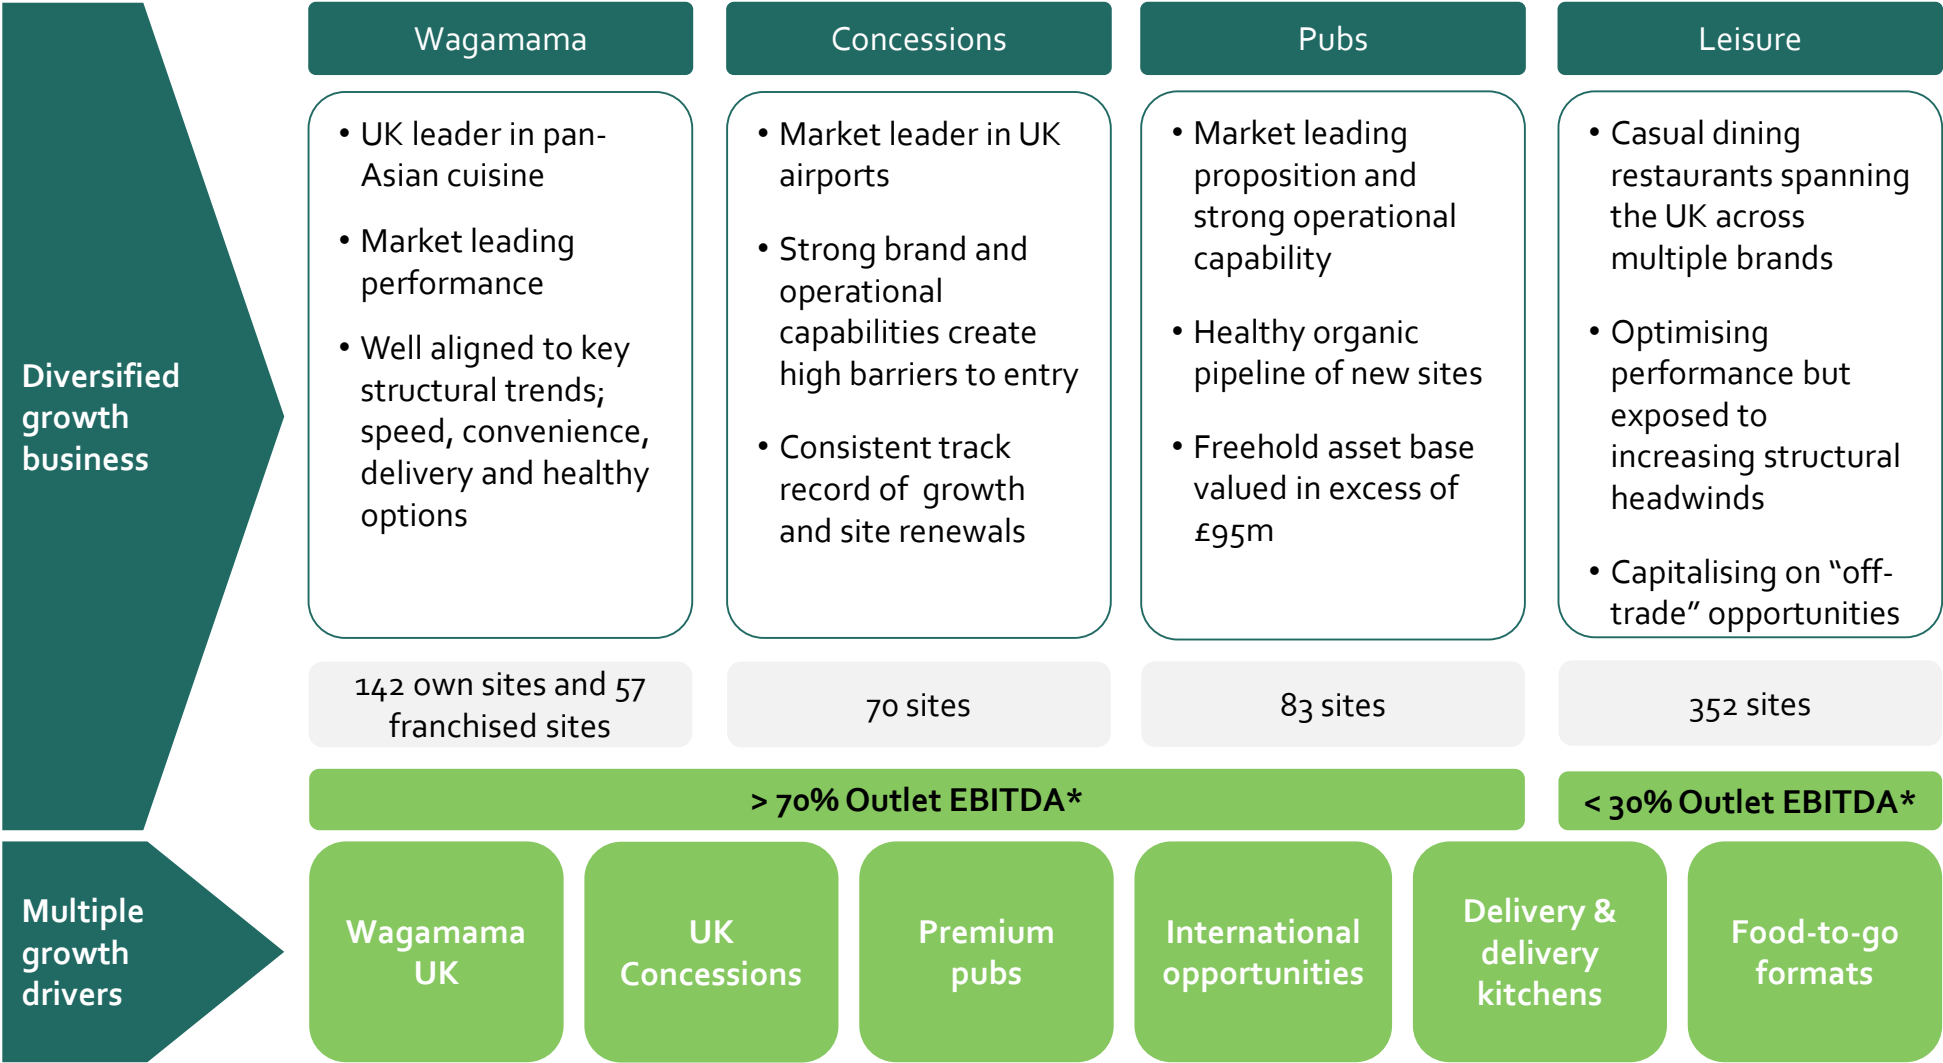 Diversified
growth
business
Wagamama
• UK leader in pan-
Asian cuisine
• Market leading
performance
• Well aligned to key
structural trends;
speed, convenience,
delivery and healthy
options
142 own sites and 57
franchised sites
Concessions
• Market leader in UK
airports
• Strong brand and
operational
capabilities create
high barriers to entry
• Consistent track
record of growth
and site renewals
70 sites
Pubs
• Market leading
proposition and
strong operational
capability
• Healthy organic
pipeline of new sites
• Freehold asset base
valued in excess of
£95m
83 sites
Leisure
• Casual dining
restaurants spanning
the UK across
multiple brands
• Optimising
performance but
exposed to
increasing structural
headwinds
• Capitalising on “off-
trade” opportunities
352 sites
> 70% Outlet EBITDA*
< 30% Outlet EBITDA*
Multiple
growth
drivers
Wagamama
UK
UK
Concessions
Premium
pubs
International
opportunities
Delivery &
delivery
kitchens
Food-to-go
formats